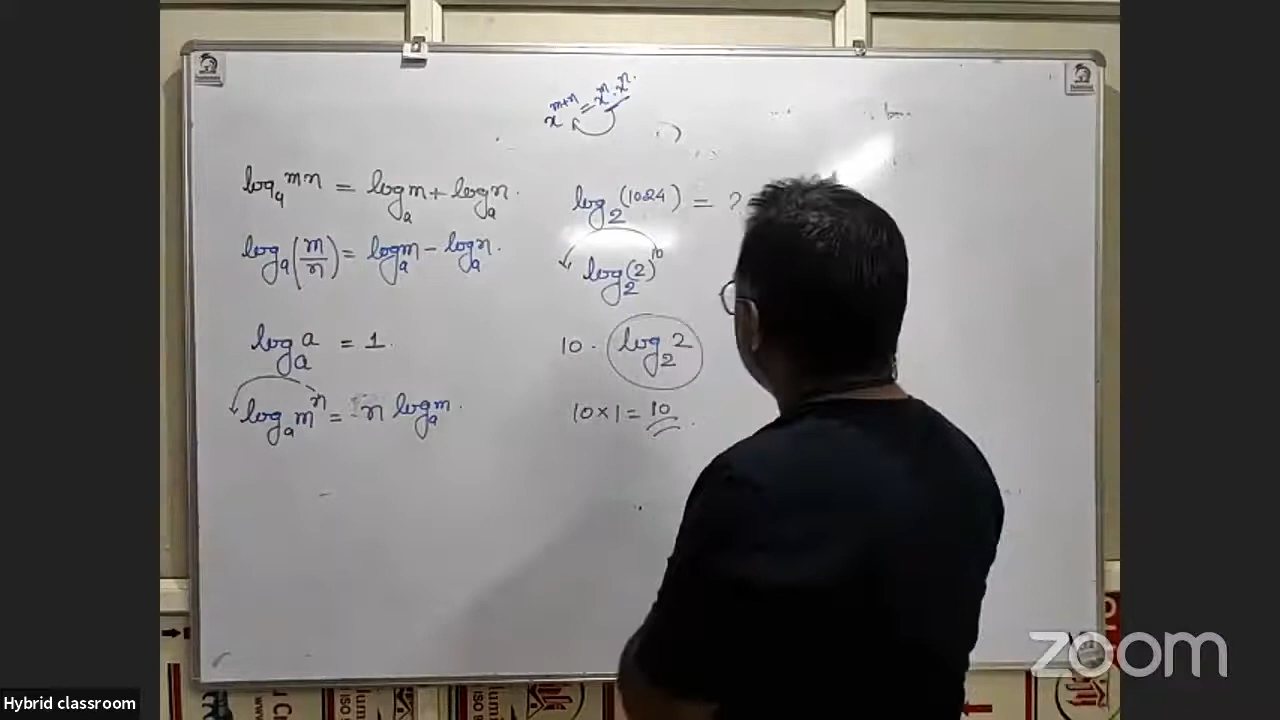 x^{m+n} = x^m · x^n.
log_a mn = log_a m + log_a n.
log_a (m/n) = log_a m − log_a n.
log_a a = 1.
log_a m^n = n log_a m.
log_2 (1024) = ?
log_2 (2)^10
10 · log_2 2
10 × 1 = 10.
zoom
Hybrid classroom